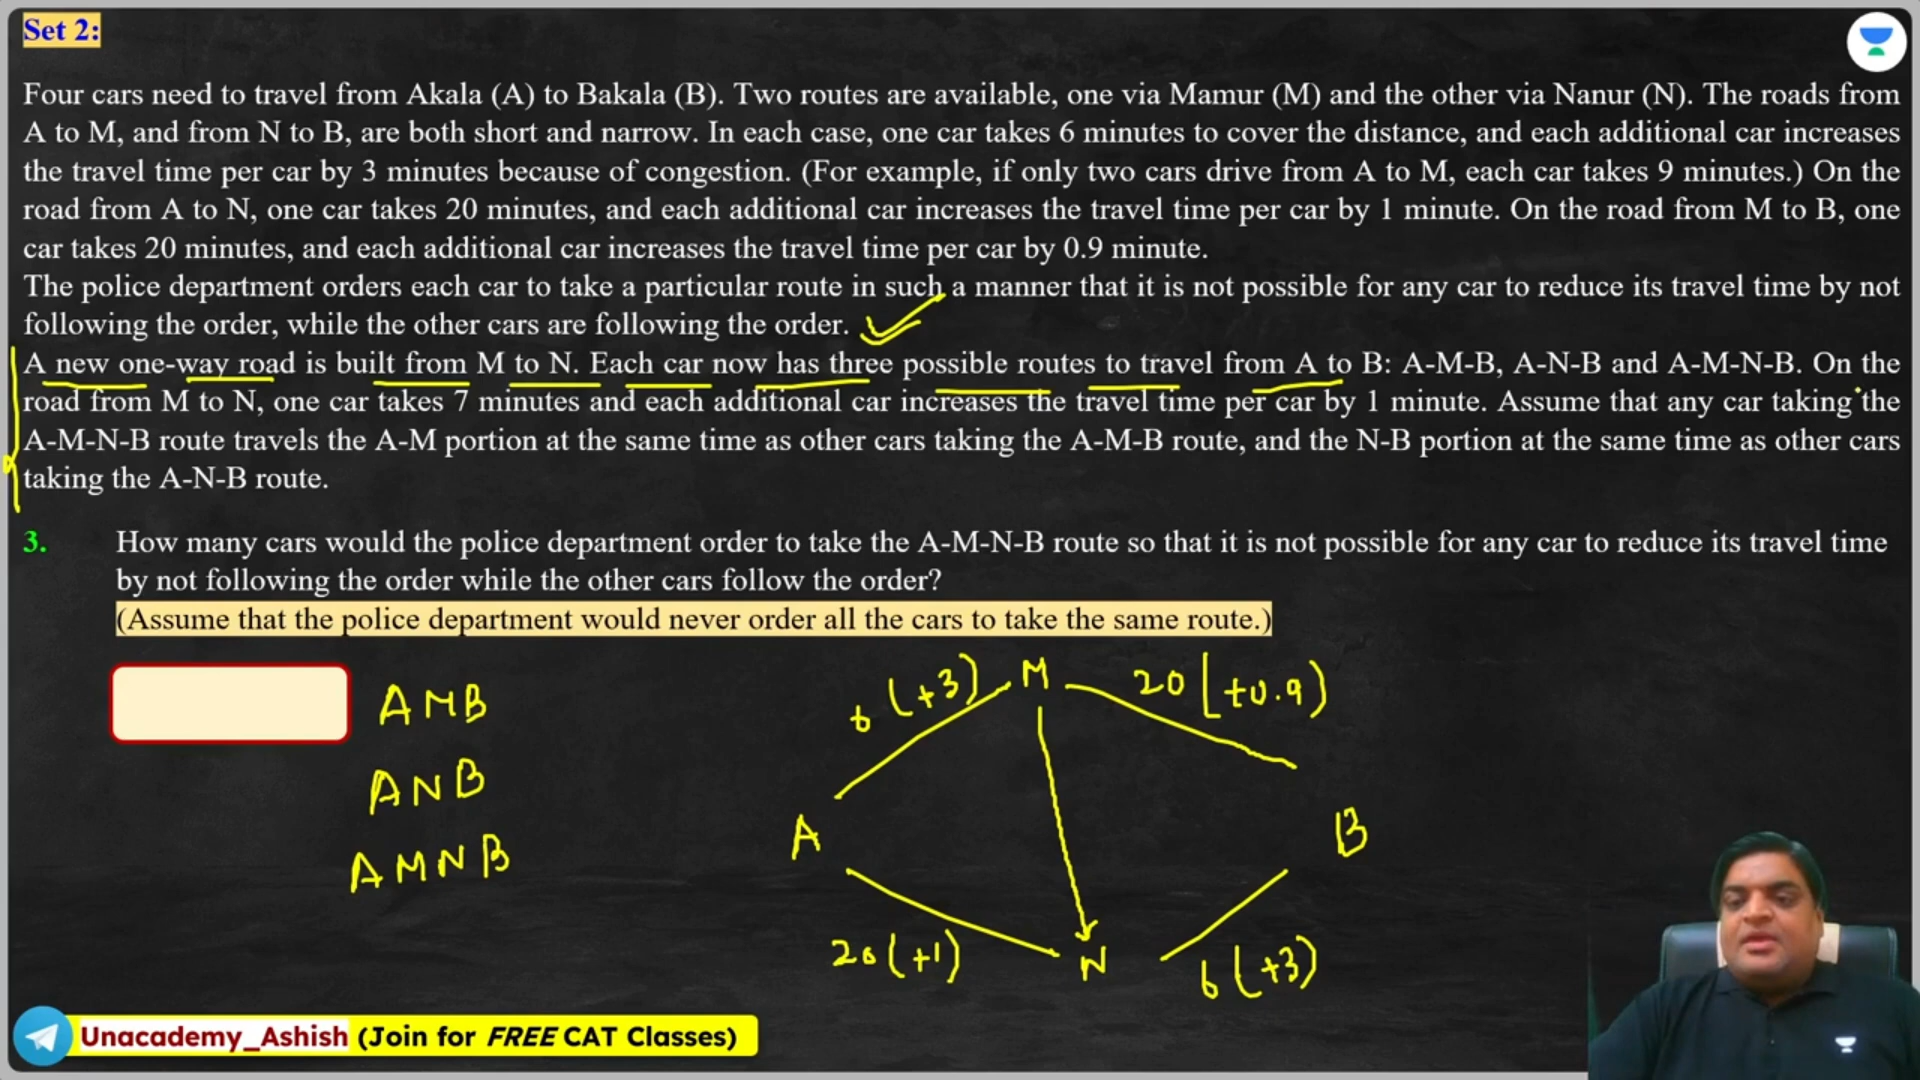 Set 2:
Four cars need to travel from Akala (A) to Bakala (B). Two routes are available, one via Mamur (M) and the other via Nanur (N). The roads from
A to M, and from N to B, are both short and narrow. In each case, one car takes 6 minutes to cover the distance, and each additional car increases
the travel time per car by 3 minutes because of congestion. (For example, if only two cars drive from A to M, each car takes 9 minutes.) On the
road from A to N, one car takes 20 minutes, and each additional car increases the travel time per car by 1 minute. On the road from M to B, one
car takes 20 minutes, and each additional car increases the travel time per car by 0.9 minute.
The police department orders each car to take a particular route in such a manner that it is not possible for any car to reduce its travel time by not
following the order, while the other cars are following the order.
A new one-way road is built from M to N. Each car now has three possible routes to travel from A to B: A-M-B, A-N-B and A-M-N-B. On the
road from M to N, one car takes 7 minutes and each additional car increases the travel time per car by 1 minute. Assume that any car taking the
A-M-N-B route travels the A-M portion at the same time as other cars taking the A-M-B route, and the N-B portion at the same time as other cars
taking the A-N-B route.
3. How many cars would the police department order to take the A-M-N-B route so that it is not possible for any car to reduce its travel time
by not following the order while the other cars follow the order?
(Assume that the police department would never order all the cars to take the same route.)
AMB
ANB
AMNB
6 (+3) M 20 (+0.9)
A B
20 (+1) N 6 (+3)
Unacademy_Ashish (Join for FREE CAT Classes)